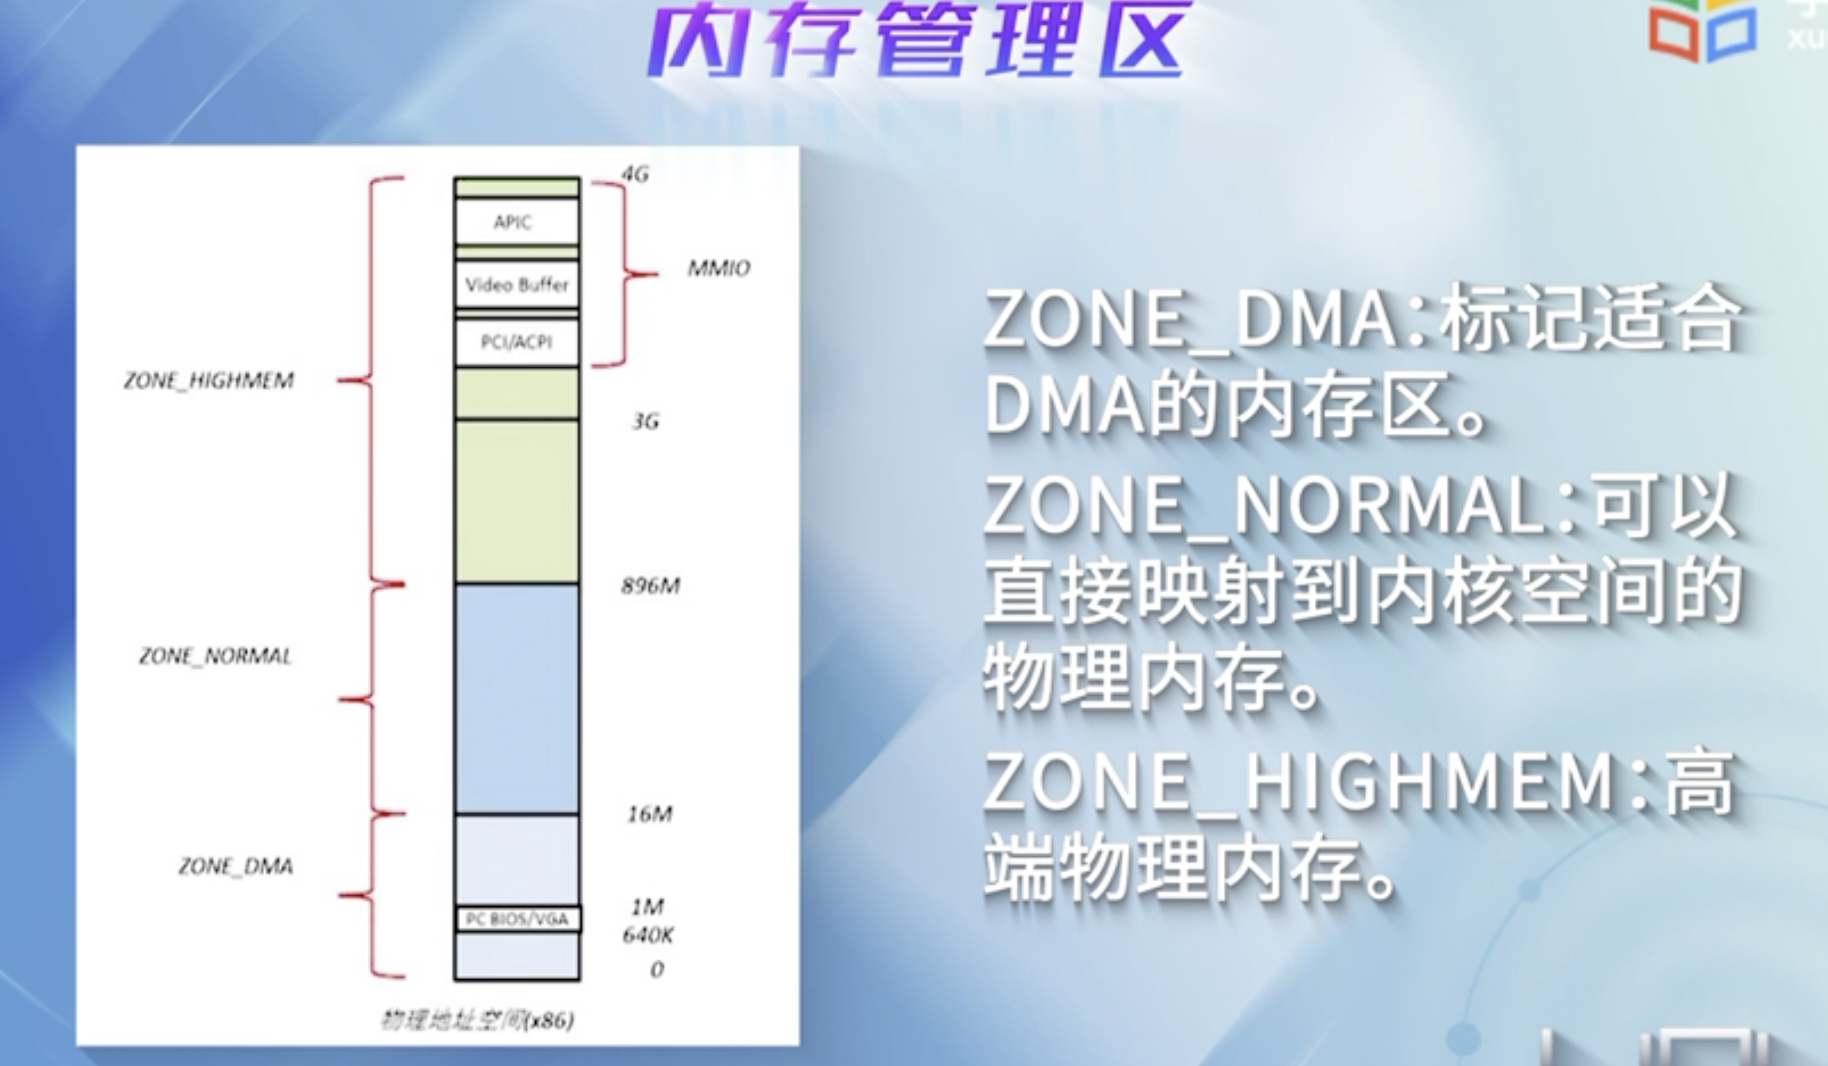 内存管理区
4G
APIC
Video Buffer
MMIO
PCI/ACPI
ZONE_HIGHMEM
3G
896M
ZONE_NORMAL
16M
ZONE_DMA
1M
PC BIOS/VGA
640K
0
物理地址空间(x86)
ZONE_DMA:标记适合
DMA的内存区。
ZONE_NORMAL:可以
直接映射到内核空间的
物理内存。
ZONE_HIGHMEM:高
端物理内存。